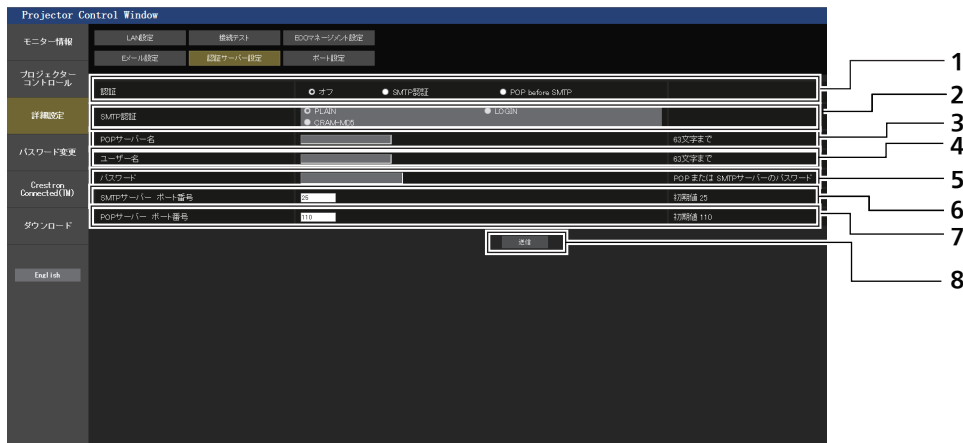 Projector Control Window
モニター情報
プロジェクター
コントロール
詳細設定
パスワード変更
Crestron
Connected(TM)
ダウンロード
English
LAN設定 接続テスト ECOマネージメント設定
Eメール設定 認証サーバー設定 ポート設定
認証 オフ SMTP認証 POP before SMTP
SMTP認証 PLAIN LOGIN
CRAM-MD5
POPサーバー名 63文字まで
ユーザー名 63文字まで
パスワード POP または SMTPサーバーのパスワード
SMTPサーバー ポート番号 25 初期値 25
POPサーバー ポート番号 110 初期値 110
送信
1
2
3
4
5
6
7
8